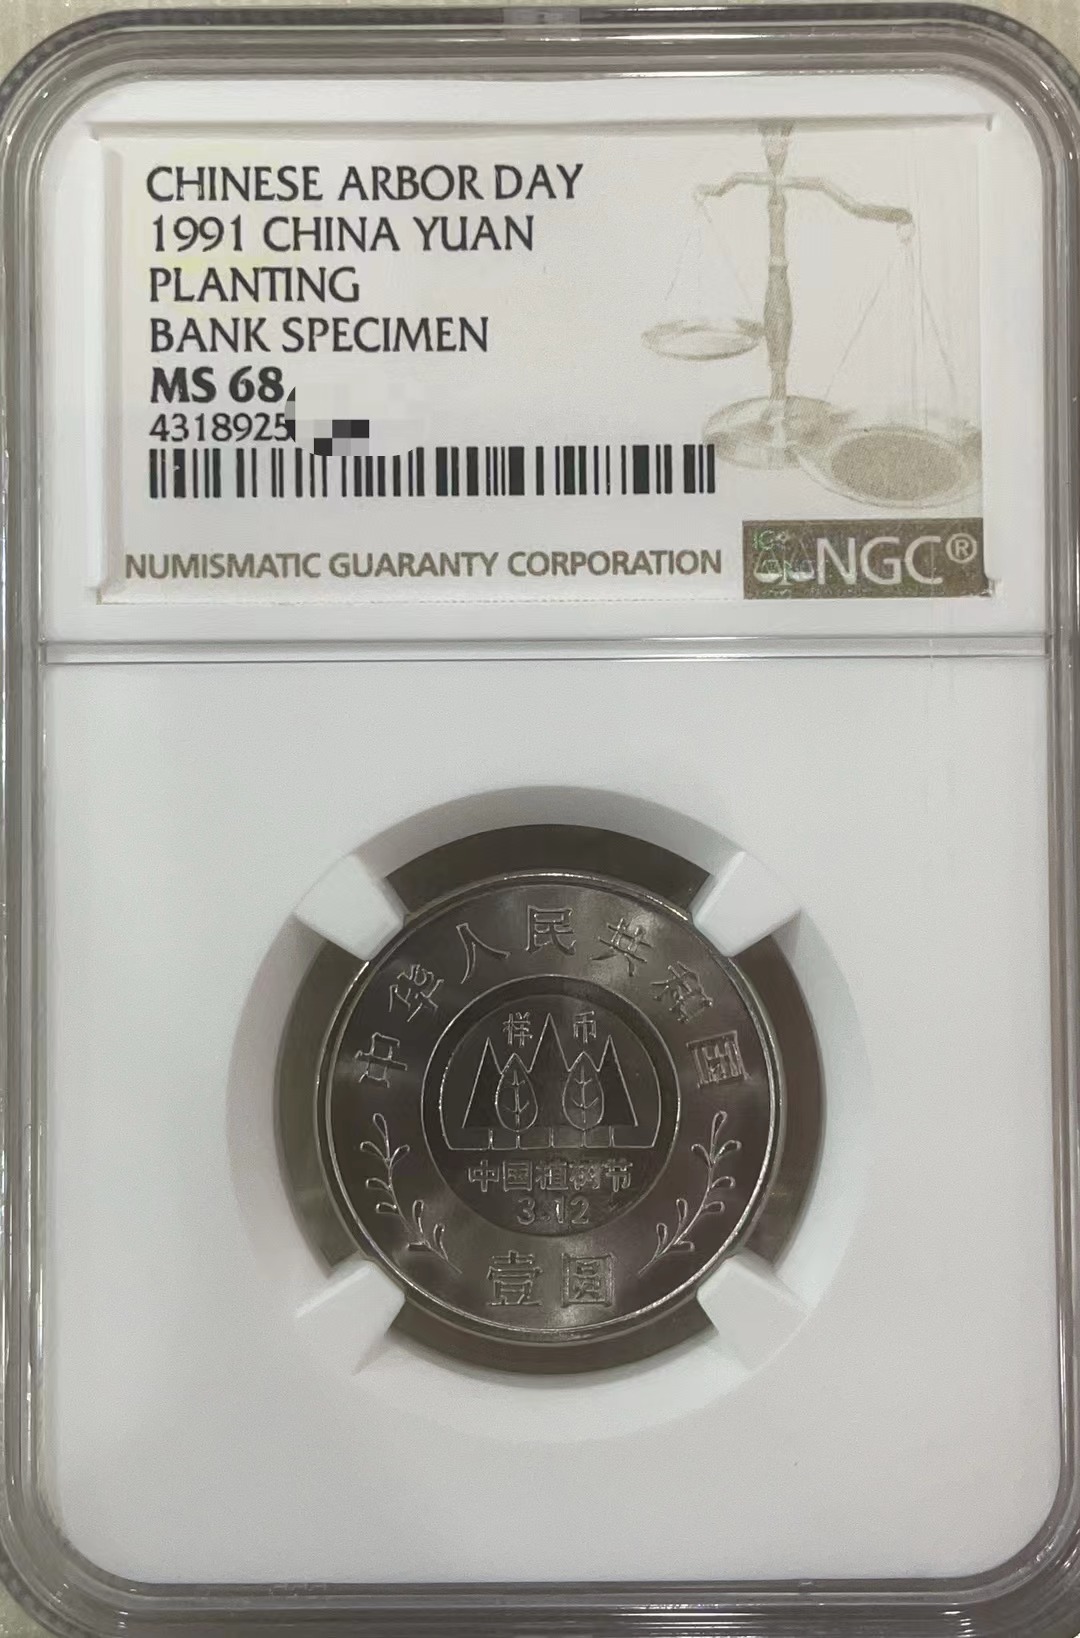 CHINESE ARBOR DAY
1991 CHINA YUAN
PLANTING
BANK SPECIMEN
MS 68
4318925
NUMISMATIC GUARANTY CORPORATION
NGC®
中华人民共和国
样币
中国植树节
3·12
壹圆